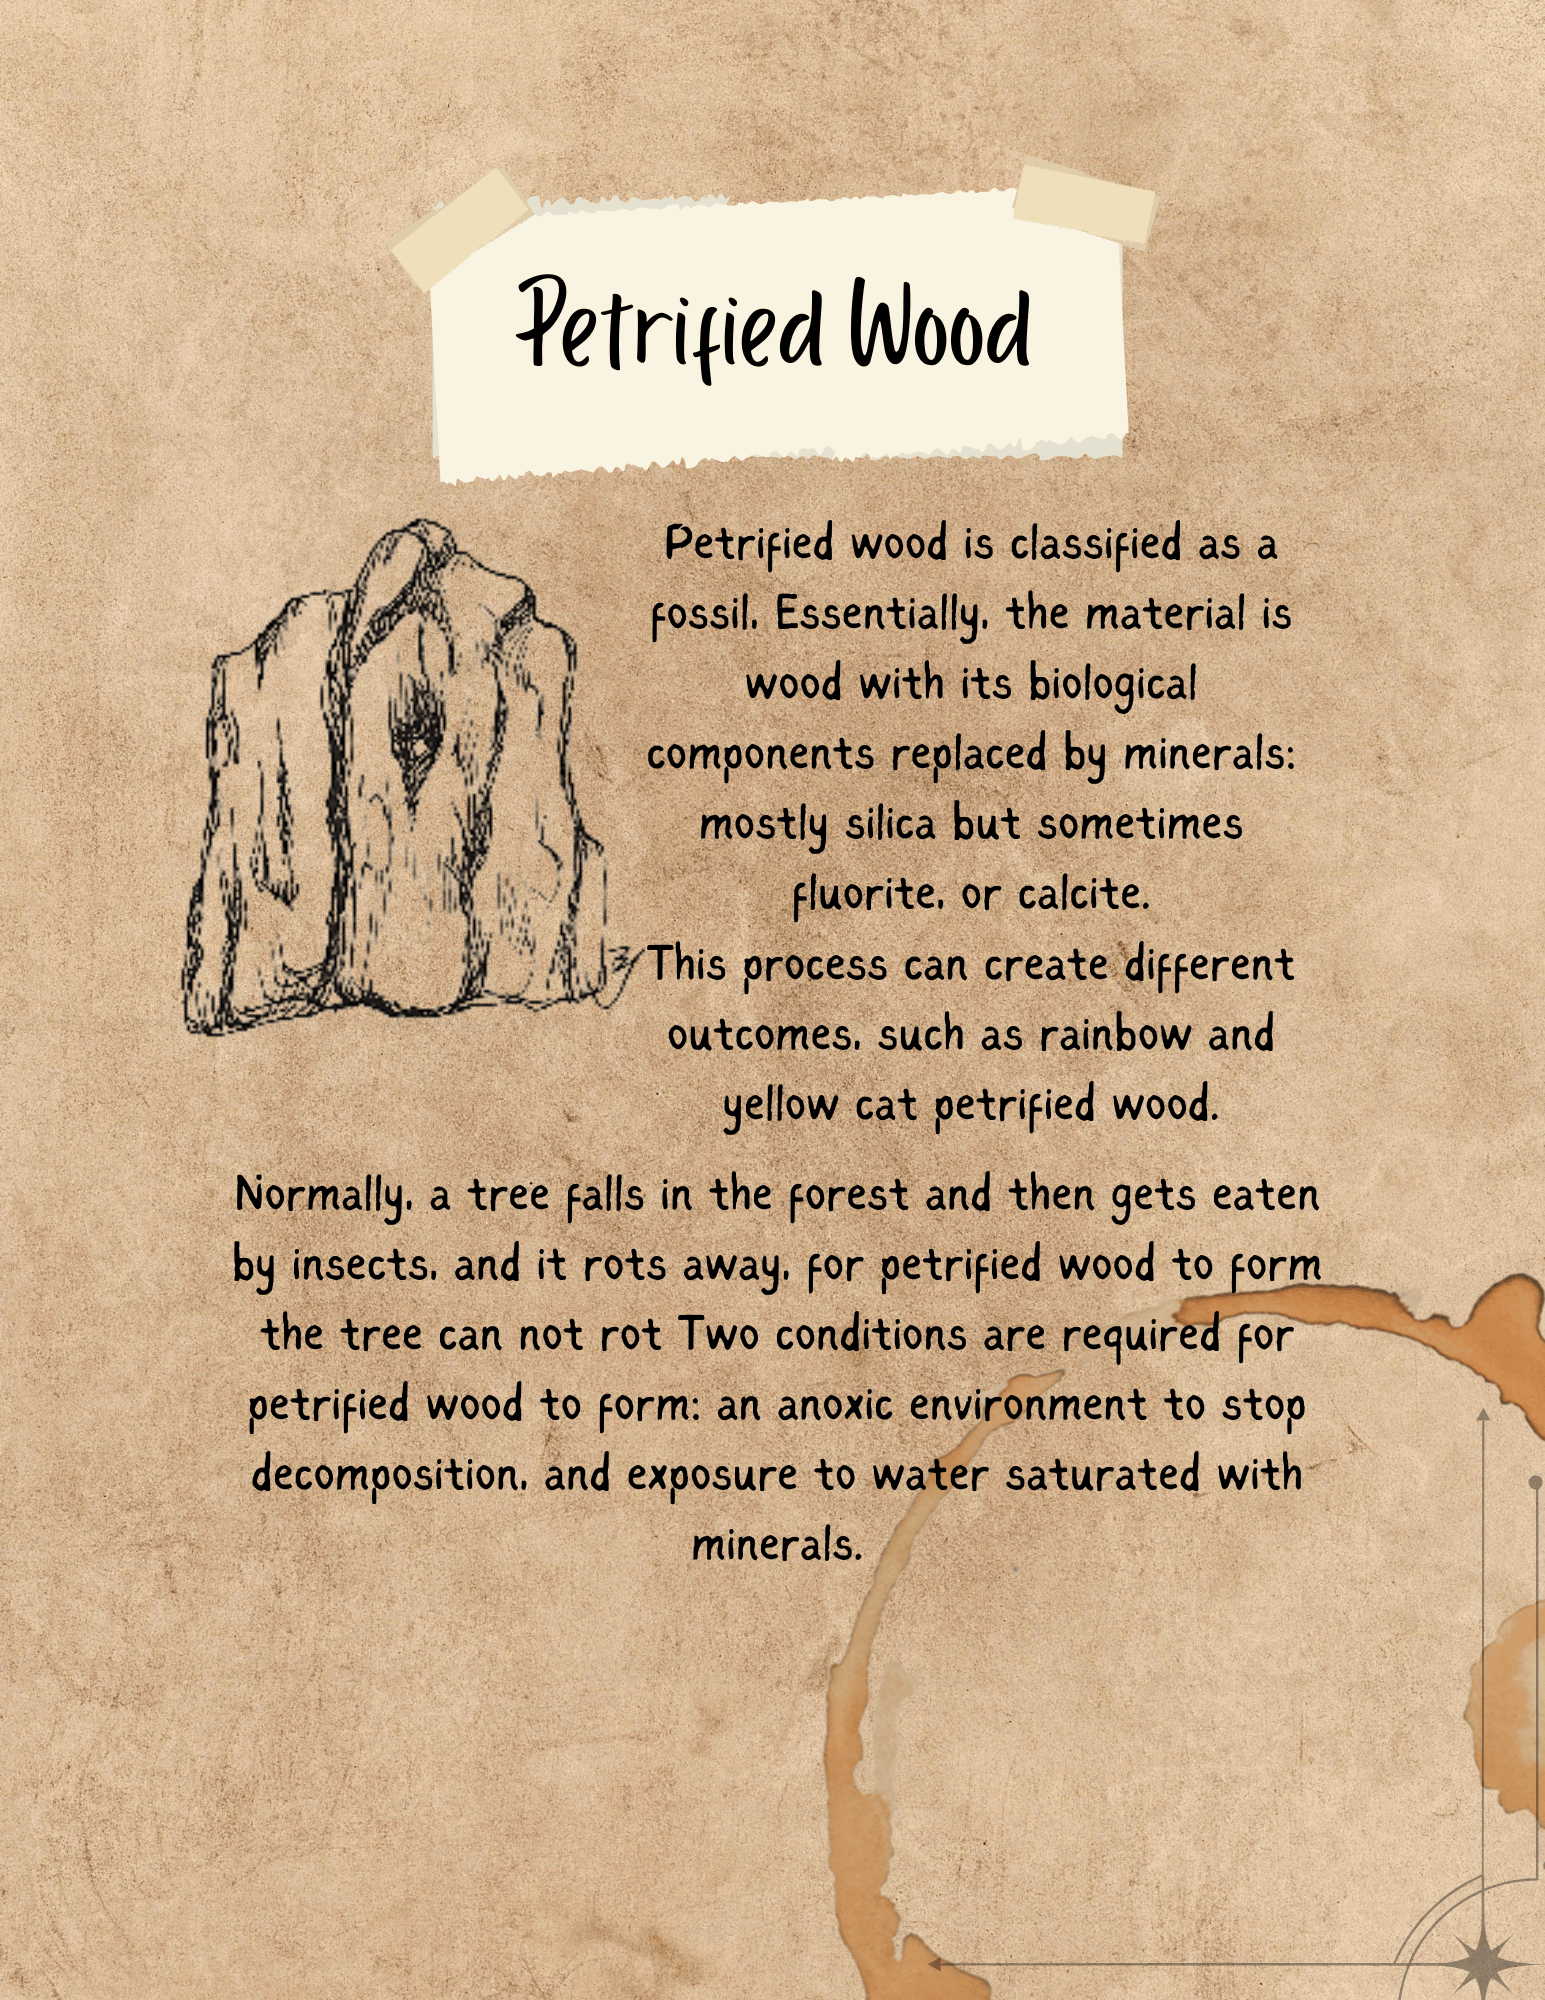 Petrified Wood
Petrified wood is classified as a
fossil. Essentially, the material is
wood with its biological
components replaced by minerals:
mostly silica but sometimes
fluorite, or calcite.
This process can create different
outcomes, such as rainbow and
yellow cat petrified wood.
Normally, a tree falls in the forest and then gets eaten
by insects, and it rots away, for petrified wood to form
the tree can not rot Two conditions are required for
petrified wood to form: an anoxic environment to stop
decomposition, and exposure to water saturated with
minerals.